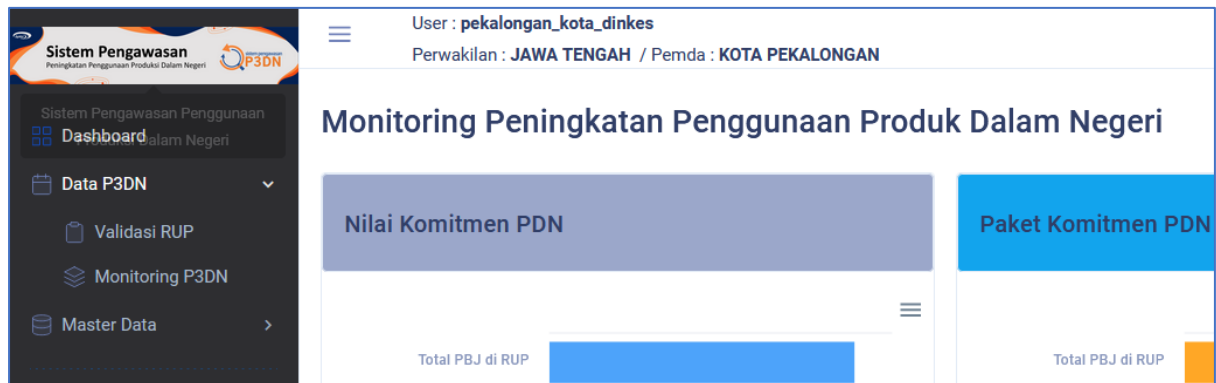 Sistem Pengawasan
Peningkatan Penggunaan Produksi Dalam Negeri
P3DN
Sistem Pengawasan Penggunaan
Produksi Dalam Negeri
Dashboard
Data P3DN
Validasi RUP
Monitoring P3DN
Master Data
User : pekalongan_kota_dinkes
Perwakilan : JAWA TENGAH / Pemda : KOTA PEKALONGAN
Monitoring Peningkatan Penggunaan Produk Dalam Negeri
Nilai Komitmen PDN
Total PBJ di RUP
Paket Komitmen PDN
Total PBJ di RUP